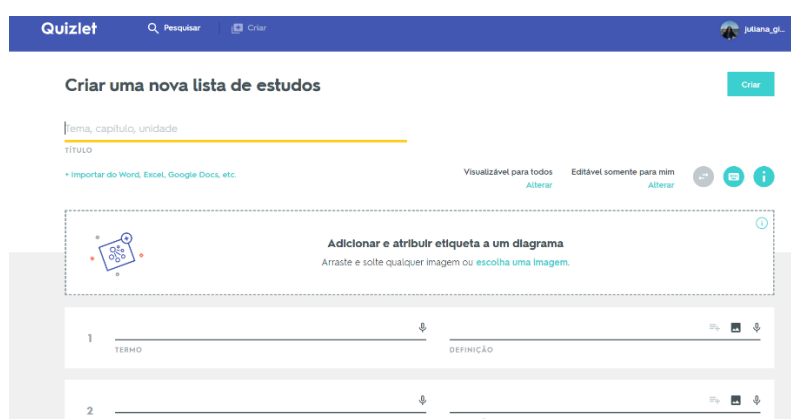 Quizlet Pesquisar Criar juliana_gi...
Criar uma nova lista de estudos
Criar
Tema, capítulo, unidade
TÍTULO
+ Importar do Word, Excel, Google Docs, etc.
Visualizável para todos Editável somente para mim
Alterar Alterar
Adicionar e atribuir etiqueta a um diagrama
Arraste e solte qualquer imagem ou escolha uma imagem.
1
TERMO DEFINIÇÃO
2